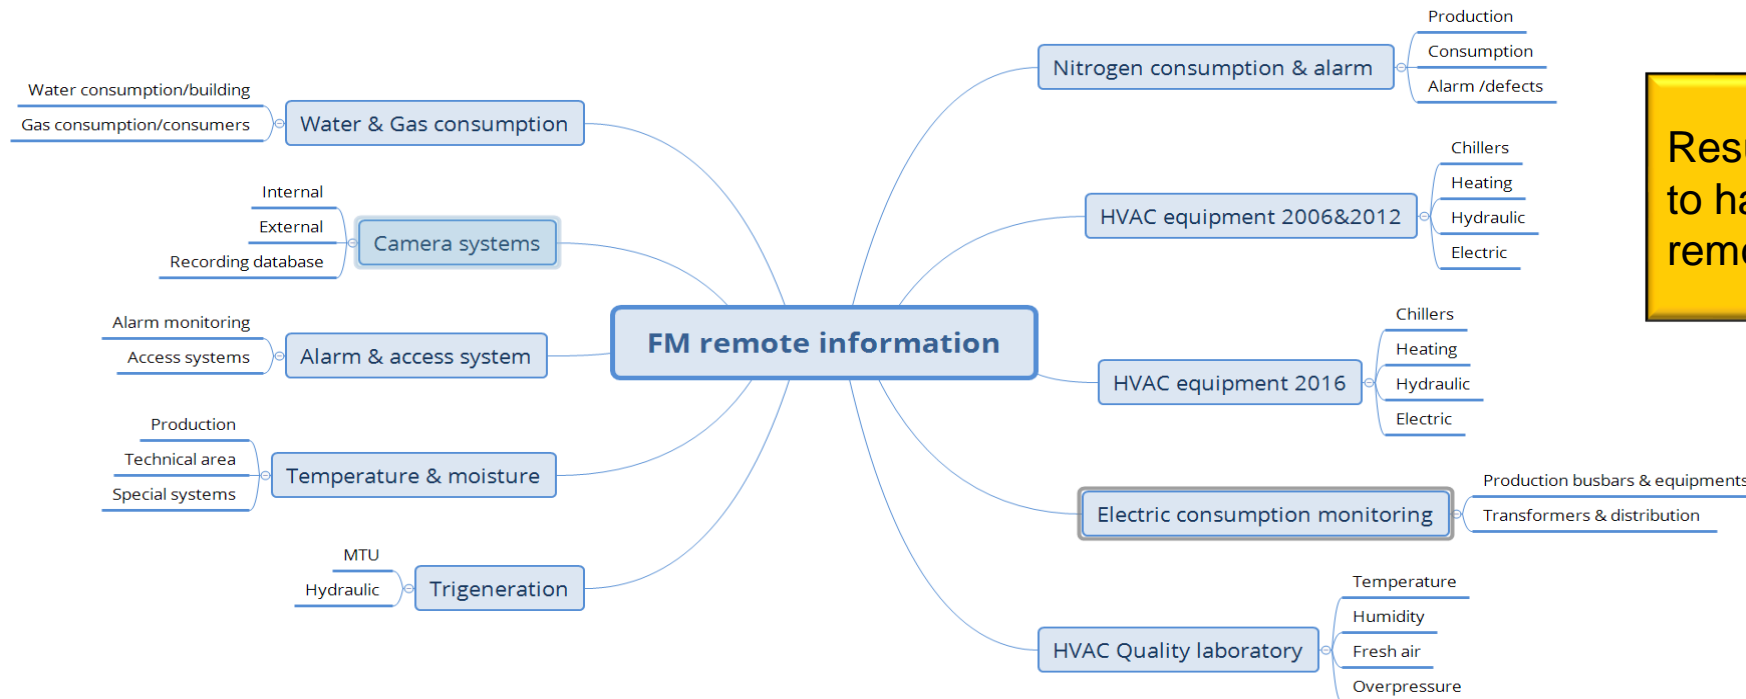 FM remote information
Water & Gas consumption
Water consumption/building
Gas consumption/consumers
Camera systems
Internal
External
Recording database
Alarm & access system
Alarm monitoring
Access systems
Temperature & moisture
Production
Technical area
Special systems
Trigeneration
MTU
Hydraulic
Nitrogen consumption & alarm
Production
Consumption
Alarm /defects
HVAC equipment 2006&2012
Chillers
Heating
Hydraulic
Electric
HVAC equipment 2016
Chillers
Heating
Hydraulic
Electric
Electric consumption monitoring
Production busbars & equipments
Transformers & distribution
HVAC Quality laboratory
Temperature
Humidity
Fresh air
Overpressure
to